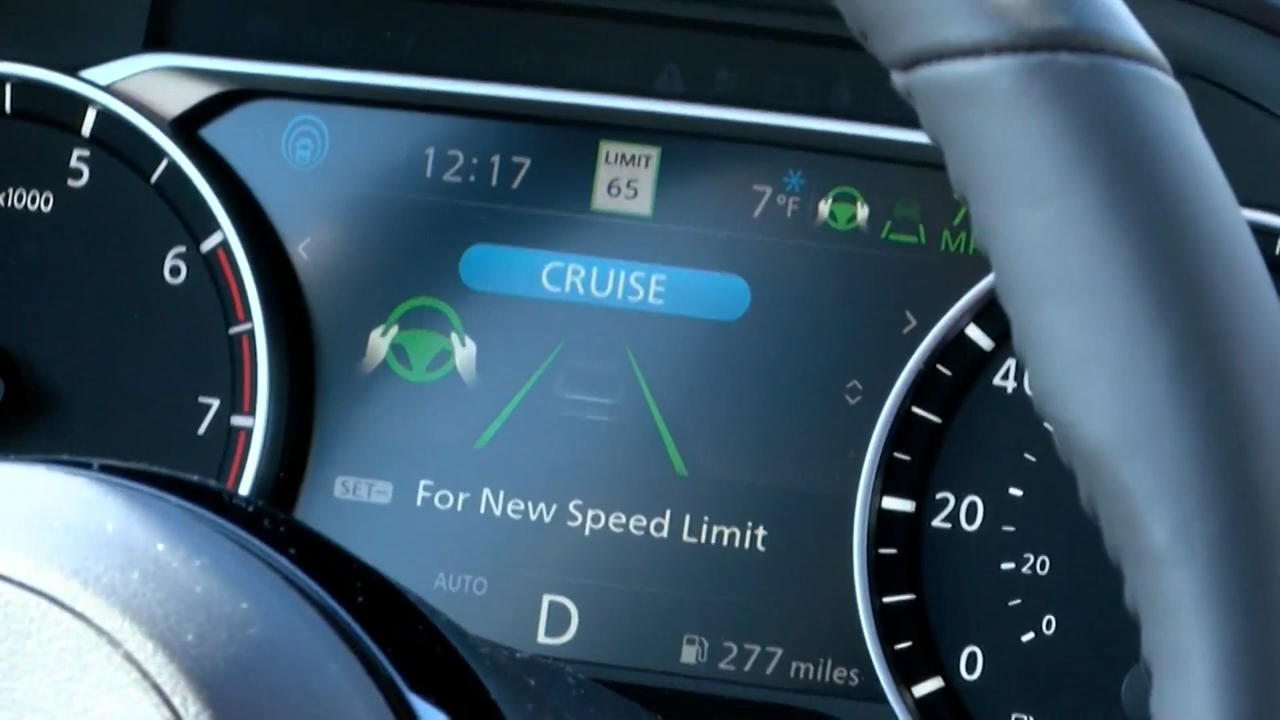 5
x1000
6
7
12:17
LIMIT
65
7°F
CRUISE
SET–
For New Speed Limit
AUTO
D
277 miles
20
20
0
0